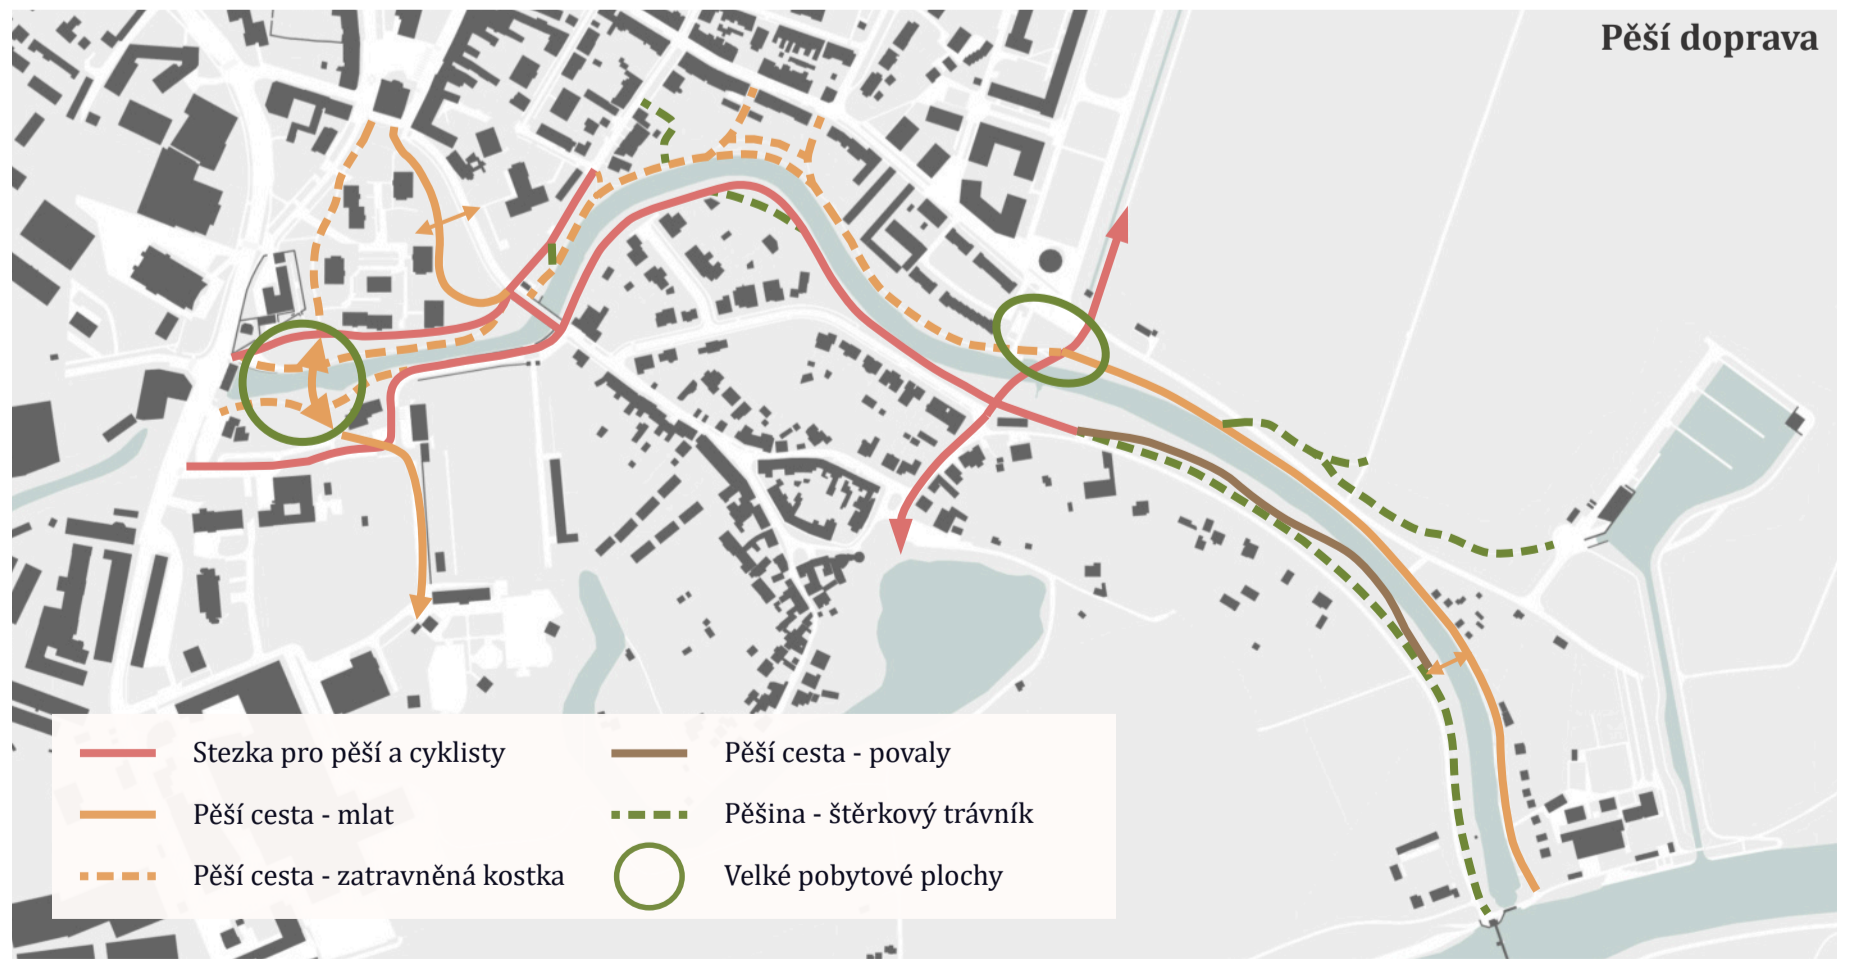 Pěší doprava
Stezka pro pěší a cyklisty
Pěší cesta - mlat
Pěší cesta - zatravněná kostka
Pěší cesta - povaly
Pěšina - štěrkový trávník
Velké pobytové plochy